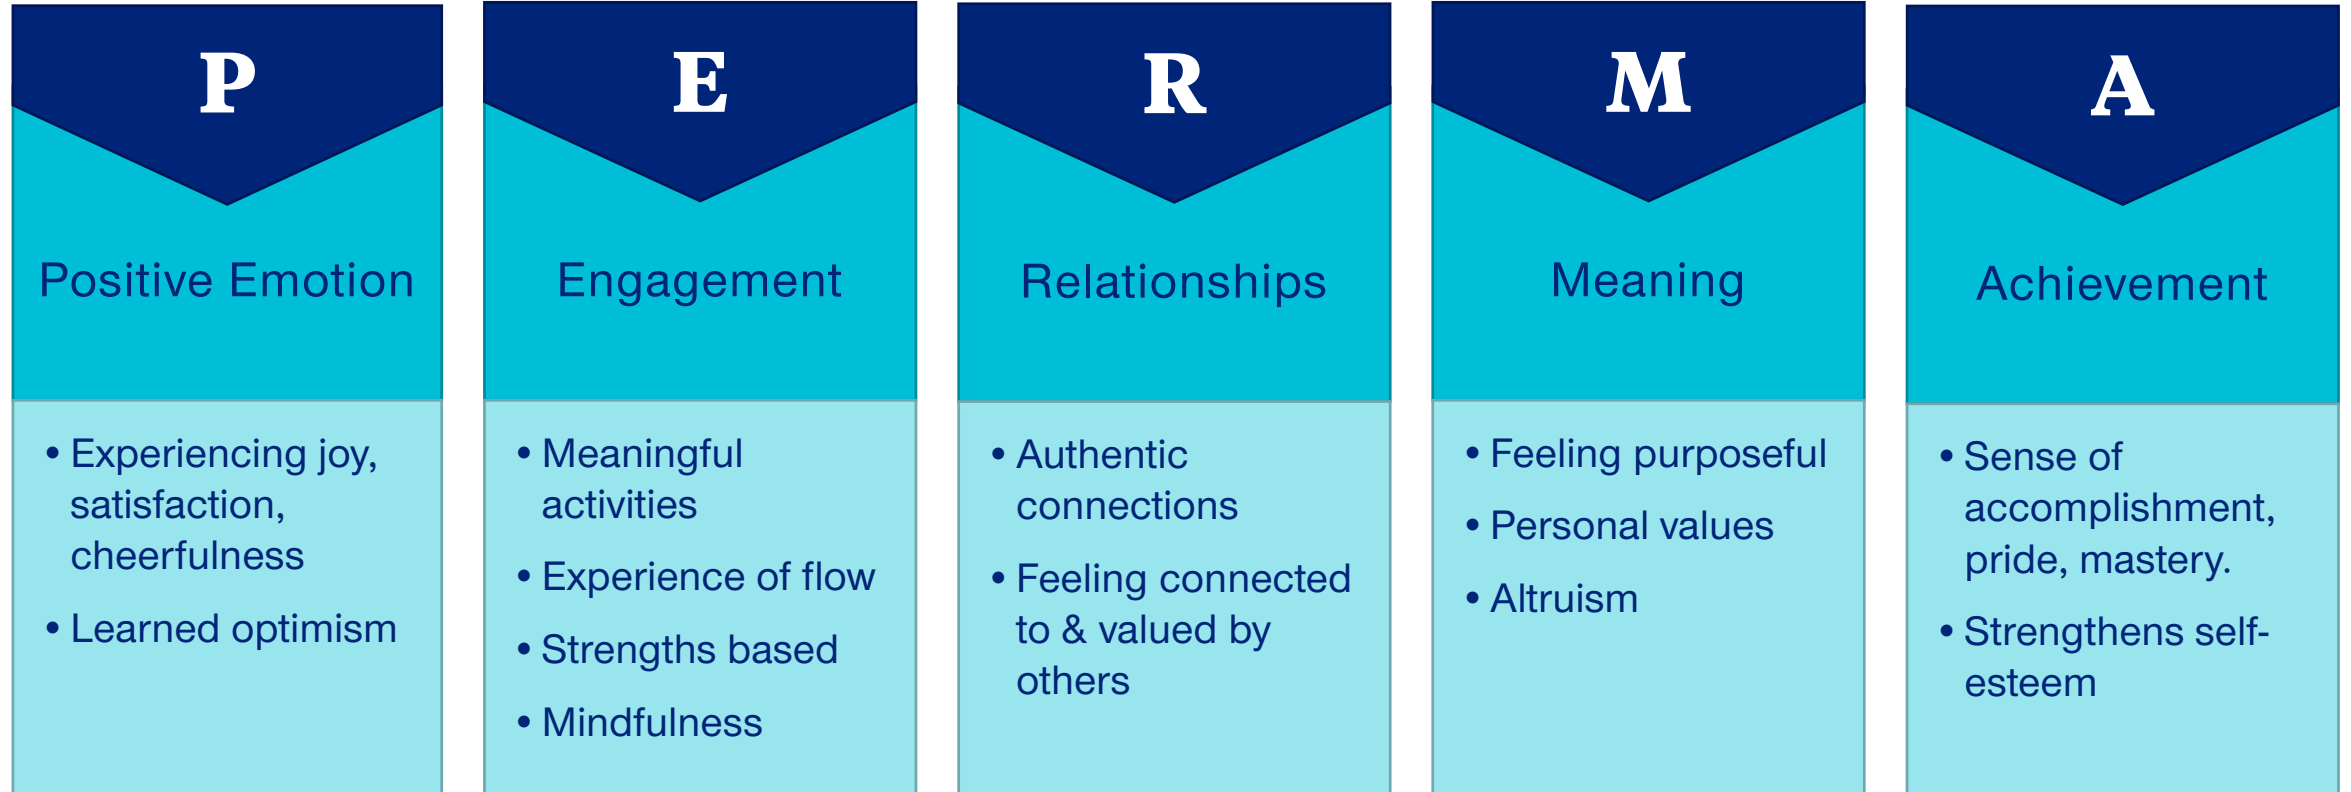 P
Positive Emotion
• Experiencing joy,
satisfaction,
cheerfulness
• Learned optimism
E
Engagement
• Meaningful
activities
• Experience of flow
• Strengths based
• Mindfulness
R
Relationships
• Authentic
connections
• Feeling connected
to & valued by
others
M
Meaning
• Feeling purposeful
• Personal values
• Altruism
A
Achievement
• Sense of
accomplishment,
pride, mastery.
• Strengthens self-
esteem